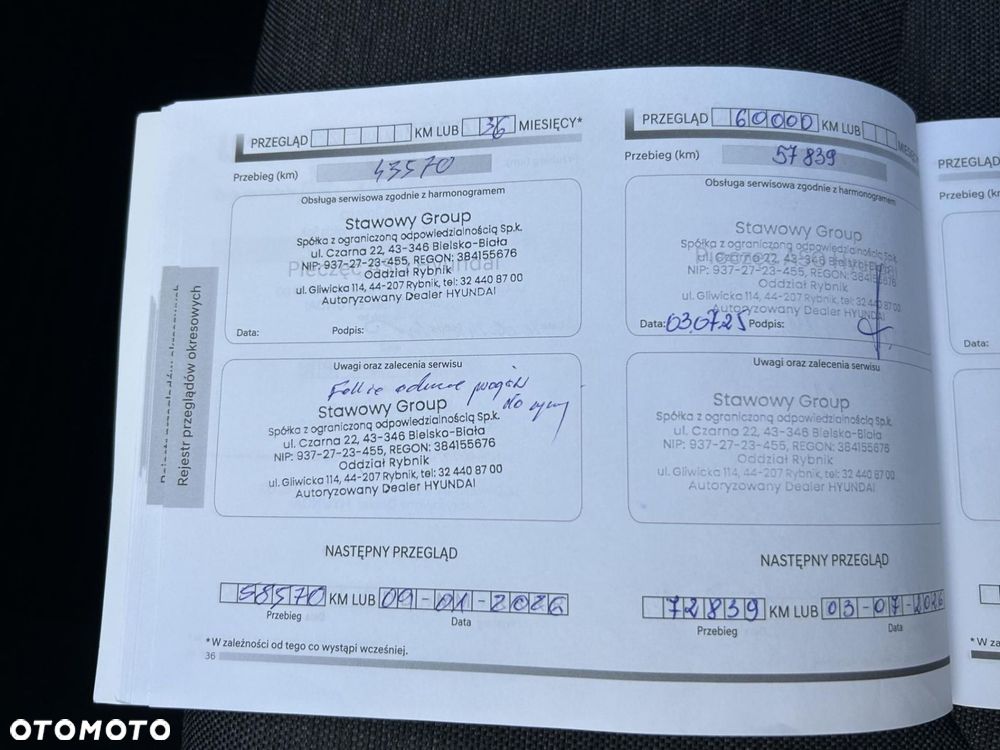 PRZEGLĄD KM LUB 36 MIESIĘCY*
Przebieg (km) 43570
Obsługa serwisowa zgodnie z harmonogramem
Stawowy Group
Spółka z ograniczoną odpowiedzialnością Sp.k.
ul. Czarna 22, 43-346 Bielsko-Biała
NIP: 937-27-23-455, REGON: 384155676
Oddział Rybnik
ul. Gliwicka 114, 44-207 Rybnik, tel: 32 440 87 00
Autoryzowany Dealer HYUNDAI
Data: Podpis:
Uwagi oraz zalecenia serwisu
do
Stawowy Group
Spółka z ograniczoną odpowiedzialnością Sp.k.
ul. Czarna 22, 43-346 Bielsko-Biała
NIP: 937-27-23-455, REGON: 384155676
Oddział Rybnik
ul. Gliwicka 114, 44-207 Rybnik, tel: 32 440 87 00
Autoryzowany Dealer HYUNDAI
NASTĘPNY PRZEGLĄD
58570 KM LUB 09-01-2026
Przebieg Data
* W zależności od tego co wystąpi wcześniej.
36
Rejestr przeglądów okresowych
PRZEGLĄD 60000 KM LUB
Przebieg (km) 57839
Obsługa serwisowa zgodnie z harmonogramem
Stawowy Group
Spółka z ograniczoną odpowiedzialnością Sp.k.
ul. Czarna 22, 43-346 Bielsko-Biała
NIP: 937-27-23-455, REGON: 384155676
Oddział Rybnik
ul. Gliwicka 114, 44-207 Rybnik, tel: 32 440 87 00
Autoryzowany Dealer HYUNDAI
Data: 03.07.25 Podpis:
Uwagi oraz zalecenia serwisu
Stawowy Group
Spółka z ograniczoną odpowiedzialnością Sp.k.
ul. Czarna 22, 43-346 Bielsko-Biała
NIP: 937-27-23-455, REGON: 384155676
Oddział Rybnik
ul. Gliwicka 114, 44-207 Rybnik, tel: 32 440 87 00
Autoryzowany Dealer HYUNDAI
NASTĘPNY PRZEGLĄD
72839 KM LUB 03-07-2026
Przebieg Data
PRZEGLĄD
Przebieg
Data:
* W
OTOMOTO